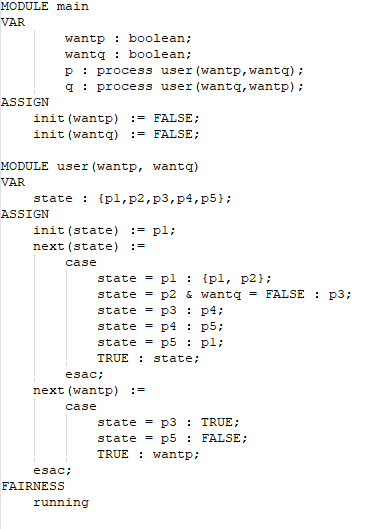 MODULE main
VAR
wantp : boolean;
wantq : boolean;
p : process user(wantp,wantq);
q : process user(wantq,wantp);
ASSIGN
init(wantp) := FALSE;
init(wantq) := FALSE;
MODULE user(wantp, wantq)
VAR
state : {p1,p2,p3,p4,p5};
ASSIGN
init(state) := p1;
next(state) :=
case
state = p1 : {p1, p2};
state = p2 & wantq = FALSE : p3;
state = p3 : p4;
state = p4 : p5;
state = p5 : p1;
TRUE : state;
esac;
next(wantp) :=
case
state = p3 : TRUE;
state = p5 : FALSE;
TRUE : wantp;
esac;
FAIRNESS
running